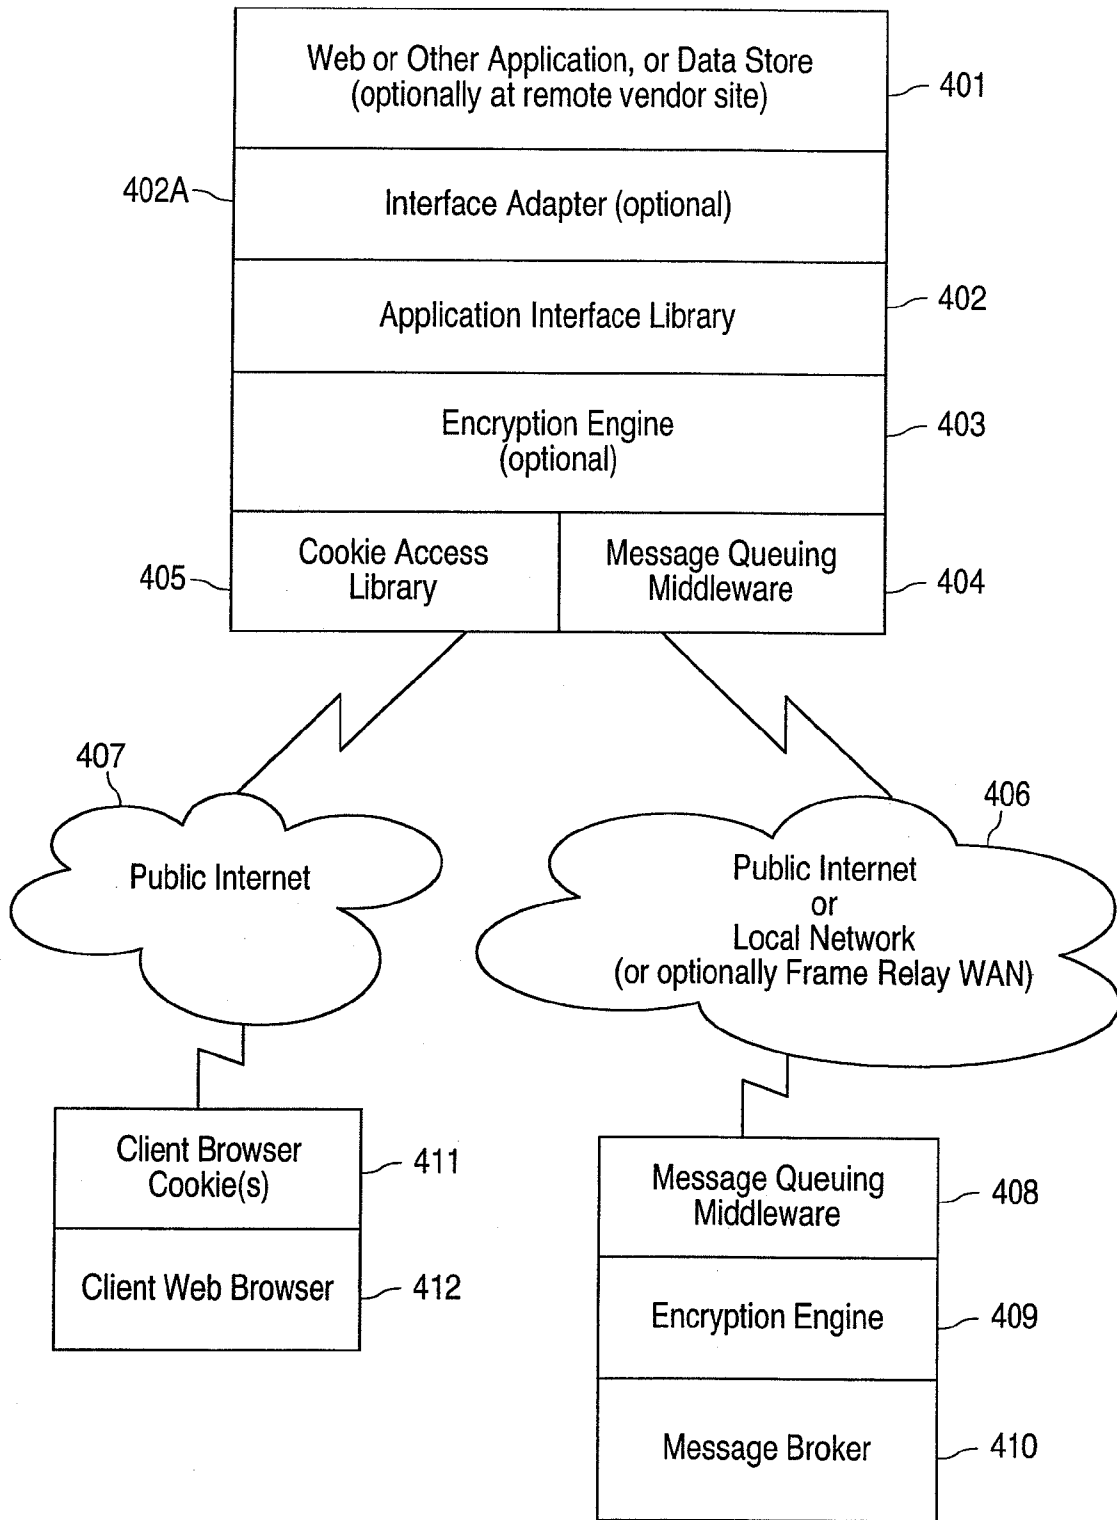 Web or Other Application, or Data Store
(optionally at remote vendor site)
401
402A
Interface Adapter (optional)
Application Interface Library
402
Encryption Engine
(optional)
403
405
Cookie Access
Library
Message Queuing
Middleware
404
407
Public Internet
406
Public Internet
or
Local Network
(or optionally Frame Relay WAN)
Client Browser
Cookie(s)
411
Client Web Browser
412
Message Queuing
Middleware
408
Encryption Engine
409
Message Broker
410